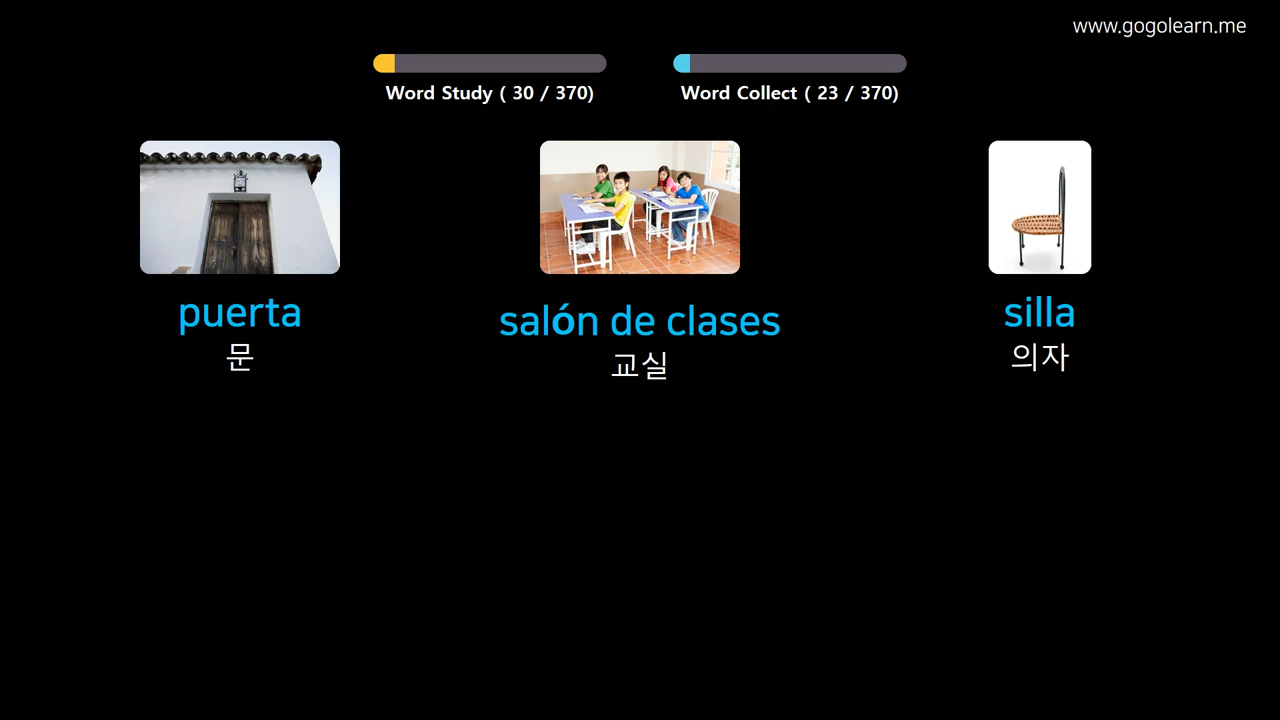 www.gogolearn.me
Word Study ( 30 / 370)
Word Collect ( 23 / 370)
puerta
문
salón de clases
교실
silla
의자